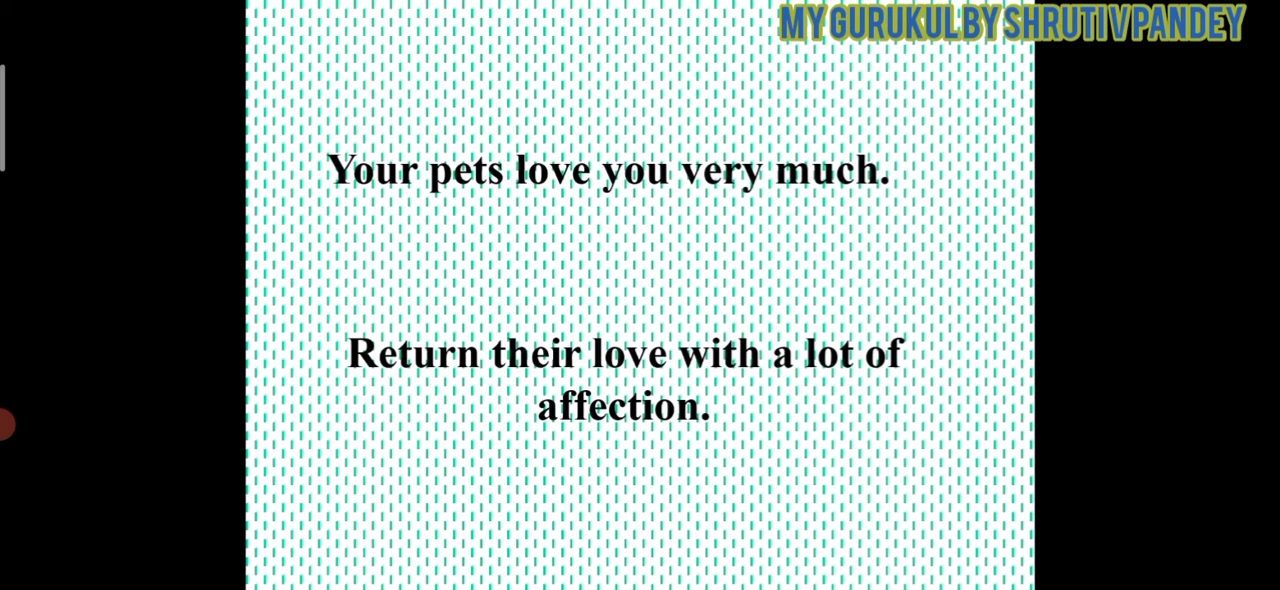 MY GURUKUL BY SHRUTI V PANDEY
Your pets love you very much.
Return their love with a lot of
affection.